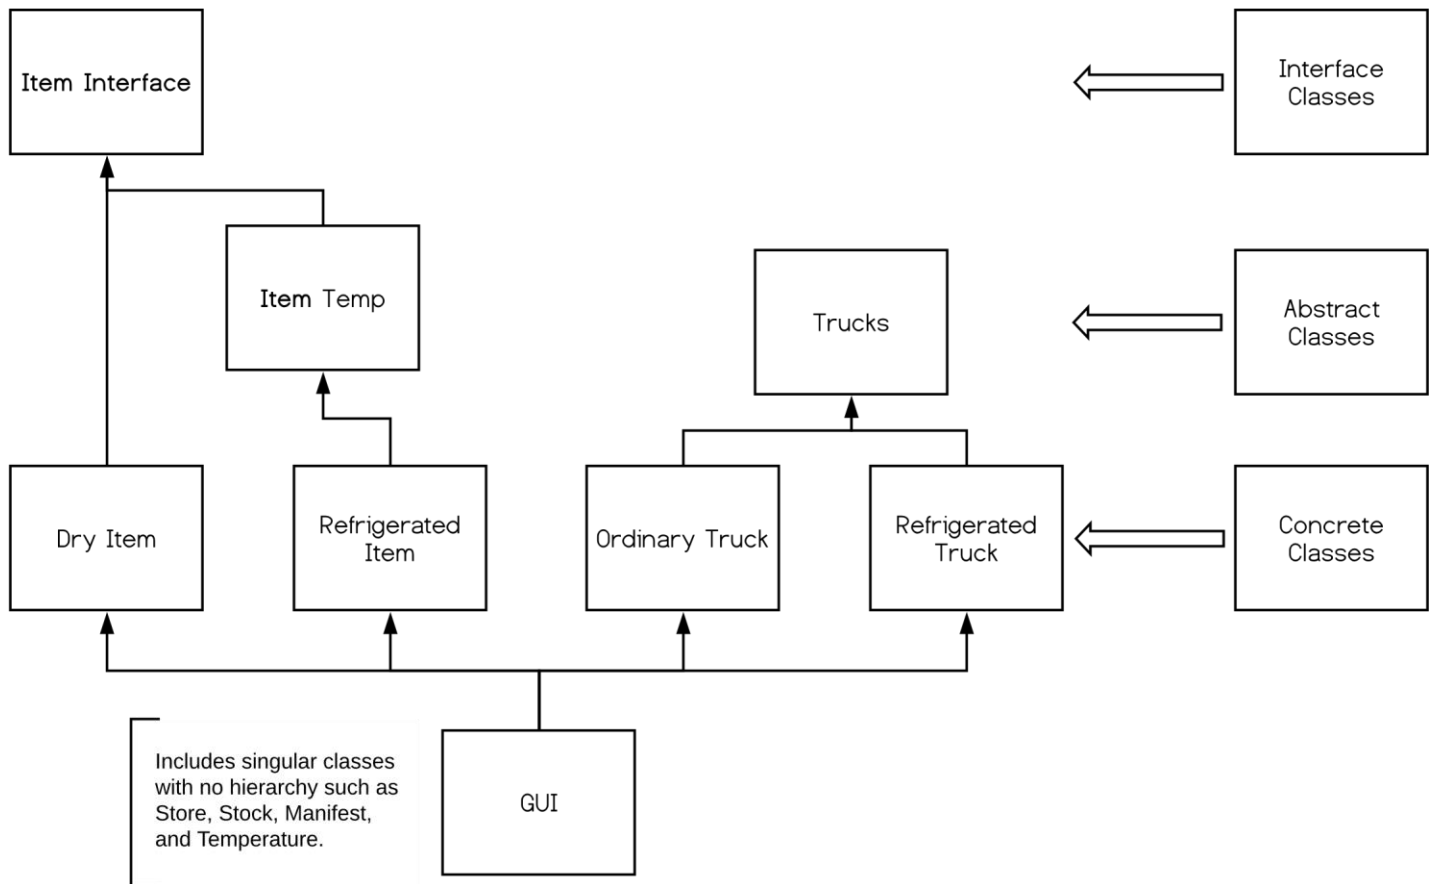 Item Interface
Interface
Classes
Item Temp
Trucks
Abstract
Classes
Dry Item
Refrigerated
Item
Ordinary Truck
Refrigerated
Truck
Concrete
Classes
Includes singular classes
with no hierarchy such as
Store, Stock, Manifest,
and Temperature.
GUI